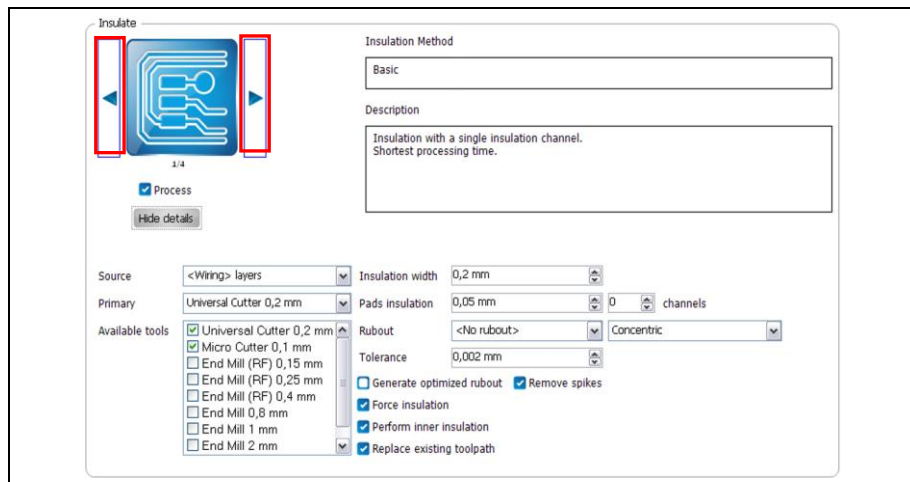 Insulate
Insulation Method
Basic
Description
Insulation with a single insulation channel.
Shortest processing time.
1/4
Process
Hide details
Source <Wiring> layers Insulation width 0,2 mm
Primary Universal Cutter 0,2 mm Pads insulation 0,05 mm 0 channels
Available tools Universal Cutter 0,2 mm Rubout <No rubout> Concentric
Micro Cutter 0,1 mm
End Mill (RF) 0,15 mm Tolerance 0,002 mm
End Mill (RF) 0,25 mm Generate optimized rubout Remove spikes
End Mill (RF) 0,4 mm Force insulation
End Mill 0,8 mm
End Mill 1 mm Perform inner insulation
End Mill 2 mm Replace existing toolpath